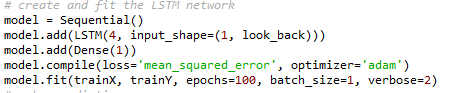 # create and fit the LSTM network
model = Sequential()
model.add(LSTM(4, input_shape=(1, look_back)))
model.add(Dense(1))
model.compile(loss='mean_squared_error', optimizer='adam')
model.fit(trainX, trainY, epochs=100, batch_size=1, verbose=2)